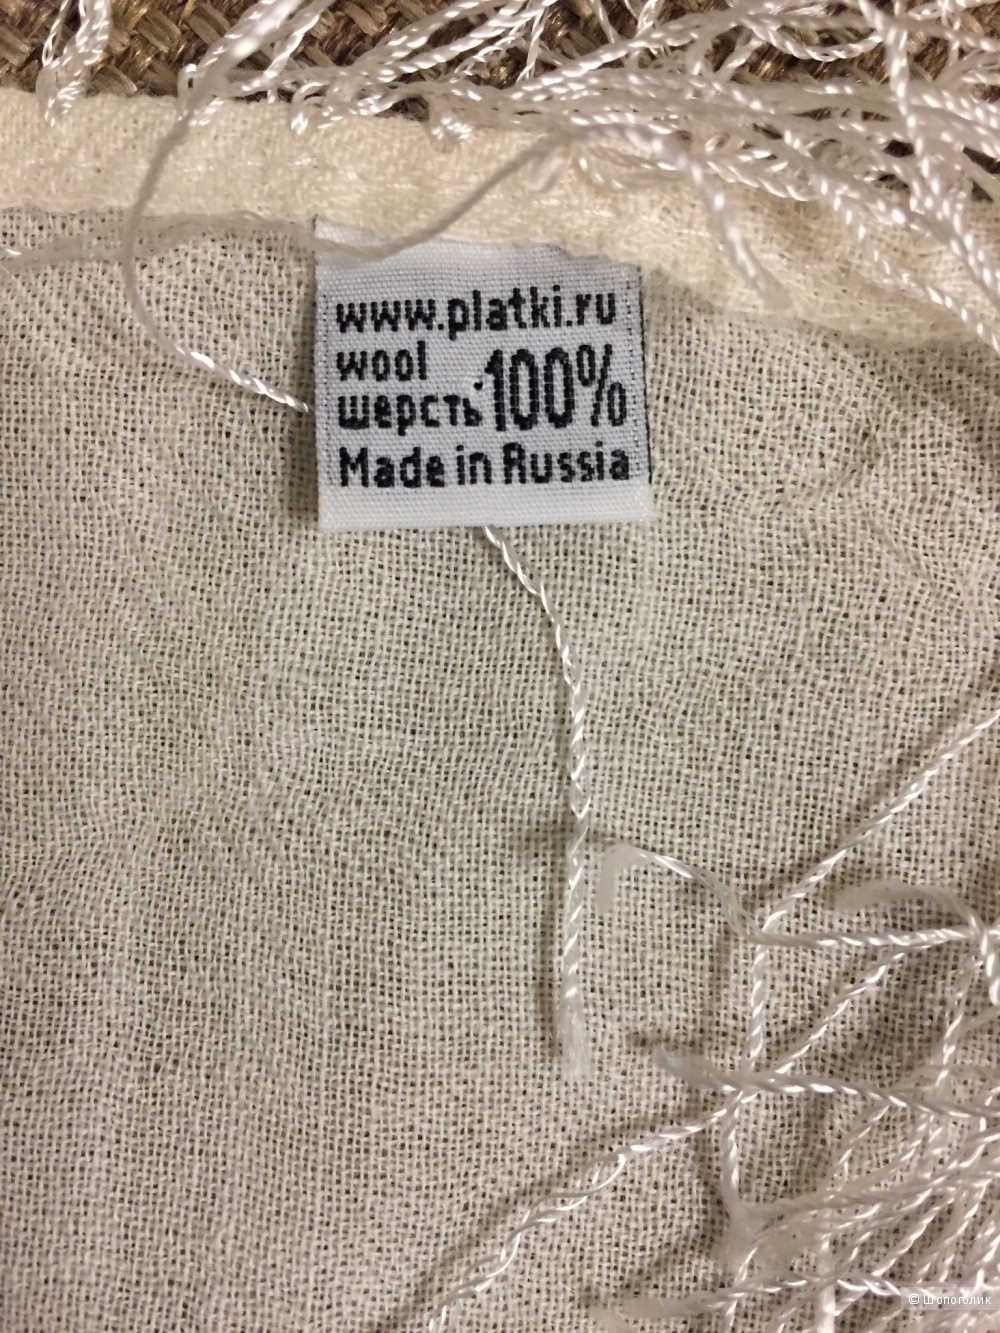 www.platki.ru
wool
шерсть 100%
Made in Russia
© Шопоголик